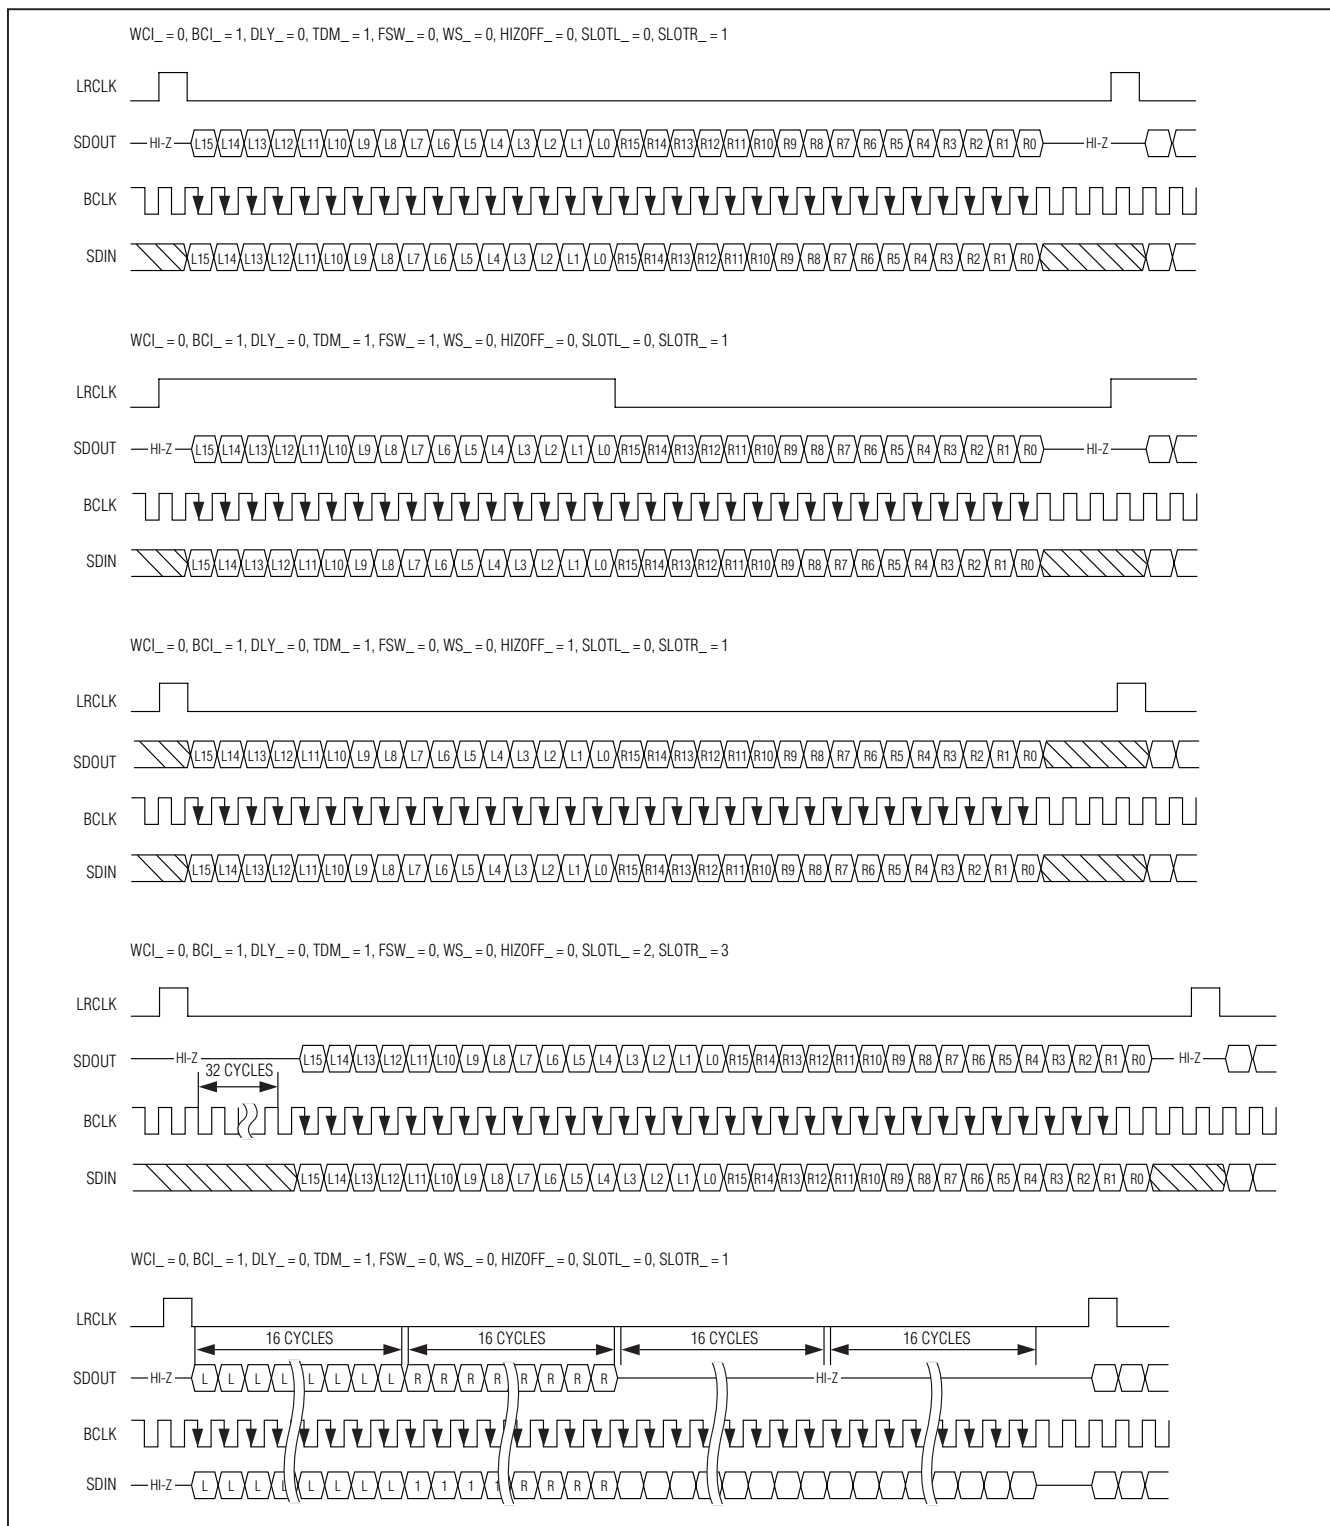 WCI_ = 0, BCI_ = 1, DLY_ = 0, TDM_ = 1, FSW_ = 0, WS_ = 0, HIZOFF_ = 0, SLOTL_ = 0, SLOTR_ = 1
LRCLK
SDOUT HI-Z L15 L14 L13 L12 L11 L10 L9 L8 L7 L6 L5 L4 L3 L2 L1 L0 R15 R14 R13 R12 R11 R10 R9 R8 R7 R6 R5 R4 R3 R2 R1 R0 HI-Z
BCLK
SDIN L15 L14 L13 L12 L11 L10 L9 L8 L7 L6 L5 L4 L3 L2 L1 L0 R15 R14 R13 R12 R11 R10 R9 R8 R7 R6 R5 R4 R3 R2 R1 R0
WCI_ = 0, BCI_ = 1, DLY_ = 0, TDM_ = 1, FSW_ = 1, WS_ = 0, HIZOFF_ = 0, SLOTL_ = 0, SLOTR_ = 1
LRCLK
SDOUT HI-Z L15 L14 L13 L12 L11 L10 L9 L8 L7 L6 L5 L4 L3 L2 L1 L0 R15 R14 R13 R12 R11 R10 R9 R8 R7 R6 R5 R4 R3 R2 R1 R0 HI-Z
BCLK
SDIN L15 L14 L13 L12 L11 L10 L9 L8 L7 L6 L5 L4 L3 L2 L1 L0 R15 R14 R13 R12 R11 R10 R9 R8 R7 R6 R5 R4 R3 R2 R1 R0
WCI_ = 0, BCI_ = 1, DLY_ = 0, TDM_ = 1, FSW_ = 0, WS_ = 0, HIZOFF_ = 1, SLOTL_ = 0, SLOTR_ = 1
LRCLK
SDOUT L15 L14 L13 L12 L11 L10 L9 L8 L7 L6 L5 L4 L3 L2 L1 L0 R15 R14 R13 R12 R11 R10 R9 R8 R7 R6 R5 R4 R3 R2 R1 R0
BCLK
SDIN L15 L14 L13 L12 L11 L10 L9 L8 L7 L6 L5 L4 L3 L2 L1 L0 R15 R14 R13 R12 R11 R10 R9 R8 R7 R6 R5 R4 R3 R2 R1 R0
WCI_ = 0, BCI_ = 1, DLY_ = 0, TDM_ = 1, FSW_ = 0, WS_ = 0, HIZOFF_ = 0, SLOTL_ = 2, SLOTR_ = 3
LRCLK
SDOUT HI-Z L15 L14 L13 L12 L11 L10 L9 L8 L7 L6 L5 L4 L3 L2 L1 L0 R15 R14 R13 R12 R11 R10 R9 R8 R7 R6 R5 R4 R3 R2 R1 R0 HI-Z
32 CYCLES
BCLK
SDIN L15 L14 L13 L12 L11 L10 L9 L8 L7 L6 L5 L4 L3 L2 L1 L0 R15 R14 R13 R12 R11 R10 R9 R8 R7 R6 R5 R4 R3 R2 R1 R0
WCI_ = 0, BCI_ = 1, DLY_ = 0, TDM_ = 1, FSW_ = 0, WS_ = 0, HIZOFF_ = 0, SLOTL_ = 0, SLOTR_ = 1
LRCLK
16 CYCLES 16 CYCLES 16 CYCLES 16 CYCLES
SDOUT HI-Z L L L L L L L L R R R R R R R R HI-Z
BCLK
SDIN HI-Z L L L L L L L L 1 1 1 1 R R R R